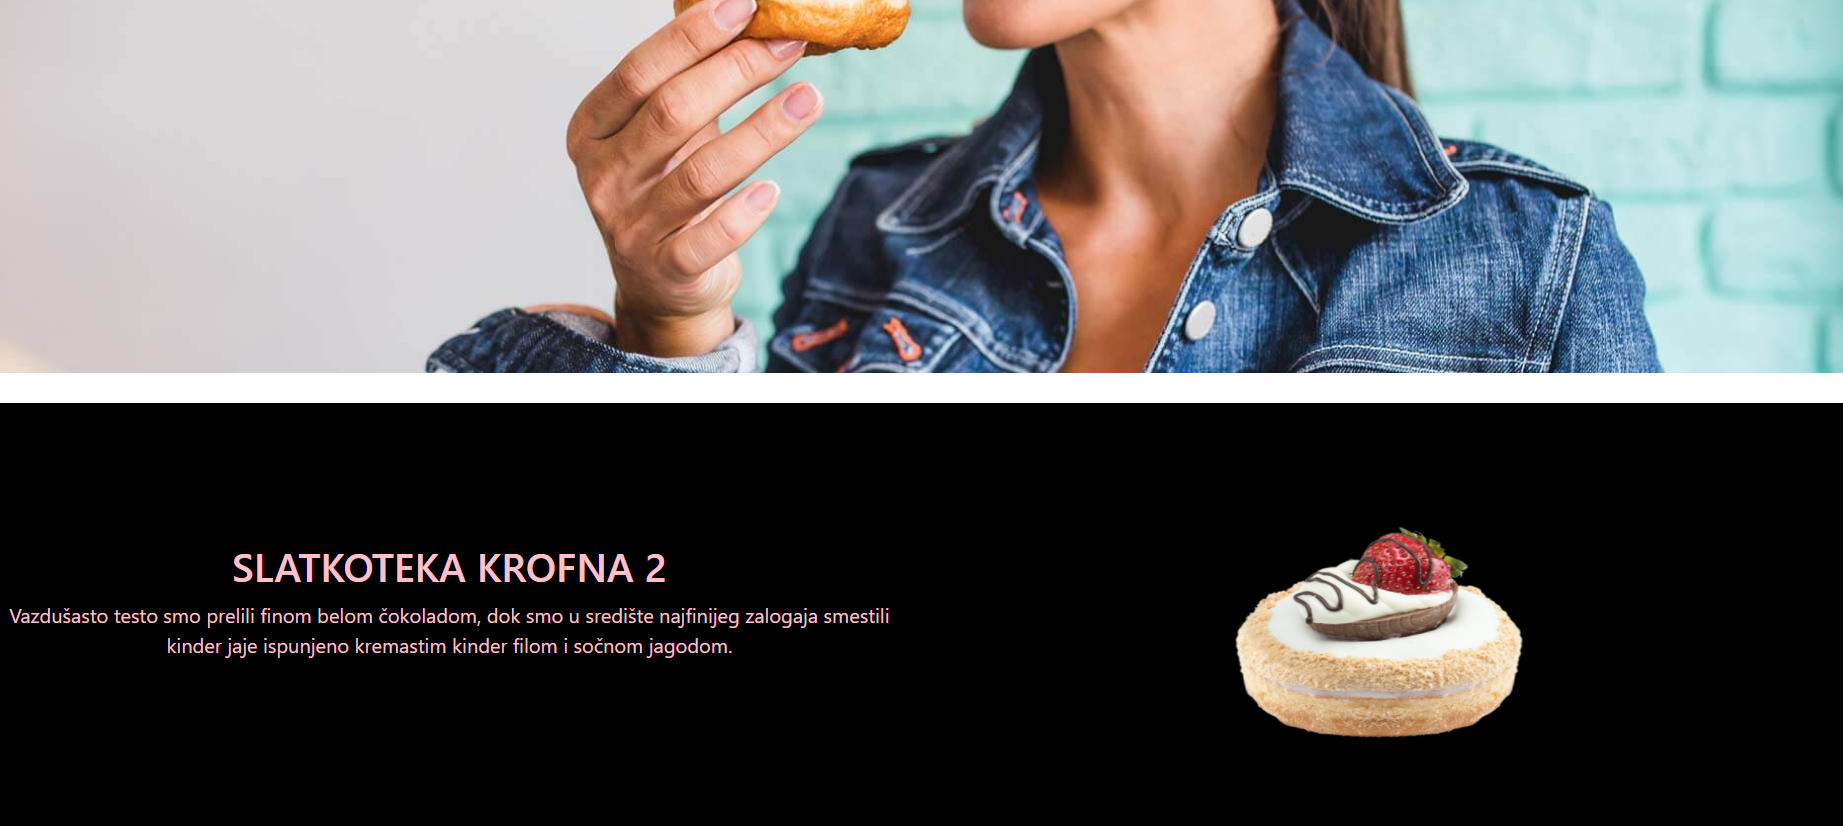 SLATKOTEKA KROFNA 2
Vazdušasto testo smo prelili finom belom čokoladom, dok smo u središte najfinijeg zalogaja smestili
kinder jaje ispunjeno kremastim kinder filom i sočnom jagodom.